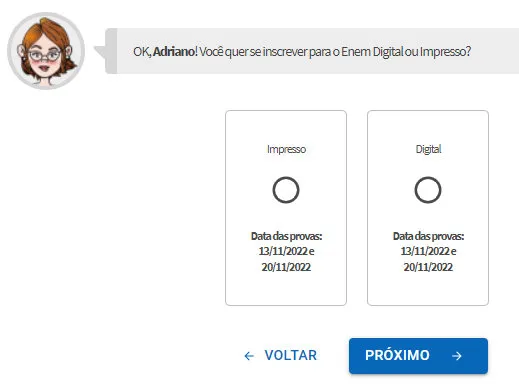 OK, Adriano! Você quer se inscrever para o Enem Digital ou Impresso?
Impresso
Data das provas:
13/11/2022 e
20/11/2022
Digital
Data das provas:
13/11/2022 e
20/11/2022
VOLTAR
PRÓXIMO